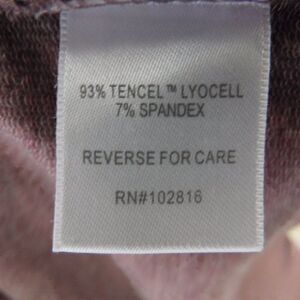 93% TENCEL™ LYOCELL
7% SPANDEX
REVERSE FOR CARE
RN#102816